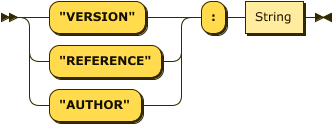 "VERSION" : String
"REFERENCE"
"AUTHOR"